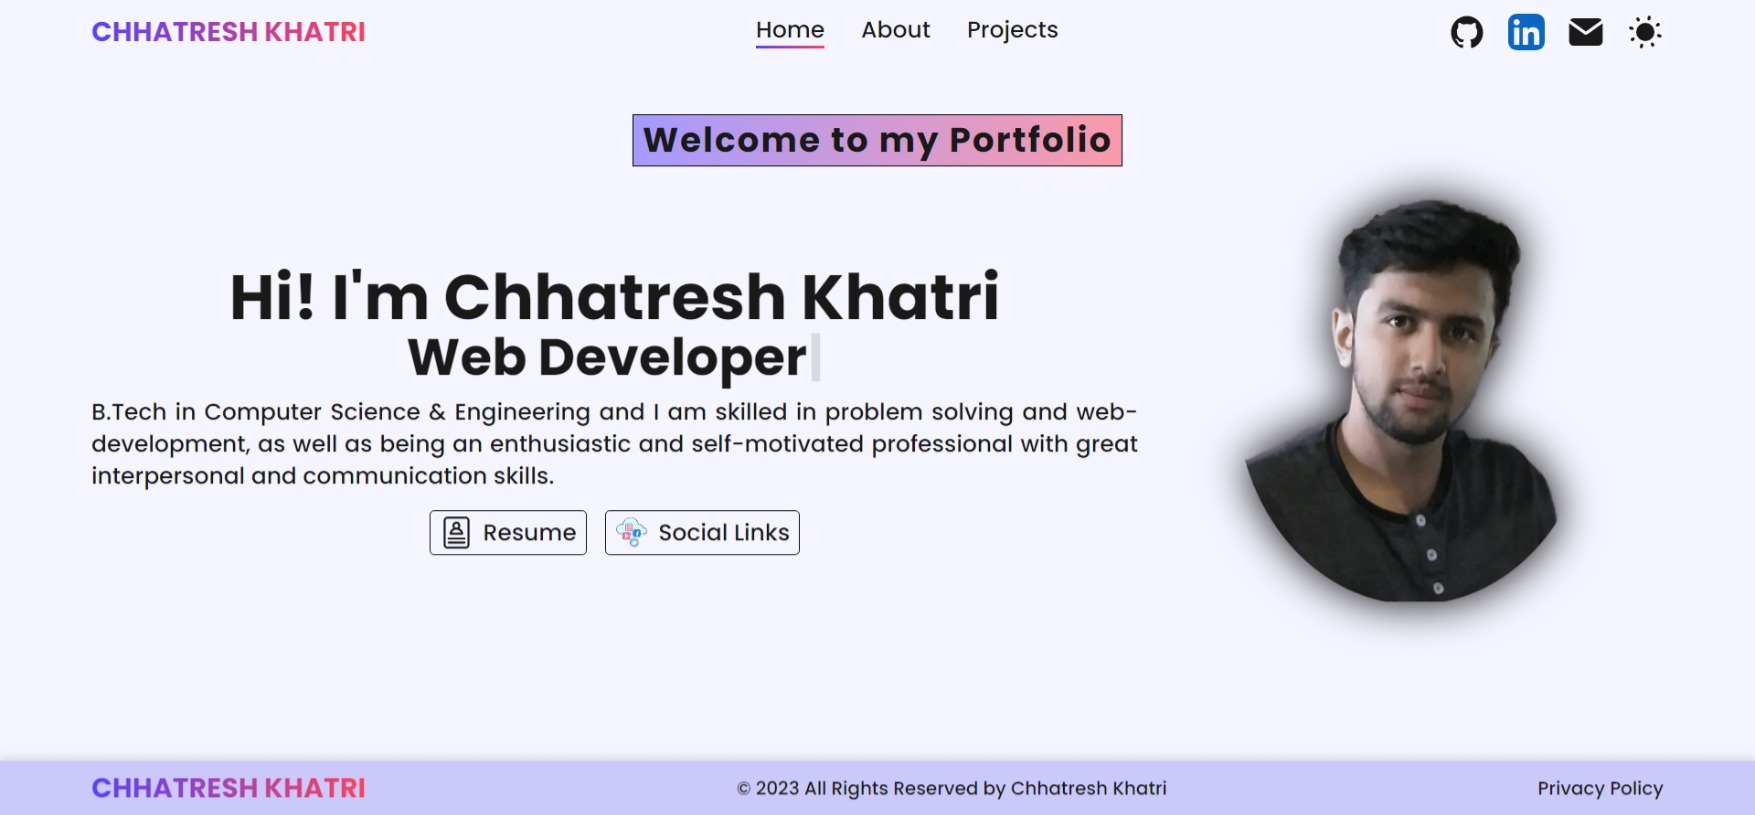 CHHATRESH KHATRI
Home About Projects
in
Welcome to my Portfolio
Hi! I'm Chhatresh Khatri
Web Developer
B.Tech in Computer Science & Engineering and I am skilled in problem solving and web-
development, as well as being an enthusiastic and self-motivated professional with great
interpersonal and communication skills.
Resume Social Links
CHHATRESH KHATRI
© 2023 All Rights Reserved by Chhatresh Khatri
Privacy Policy